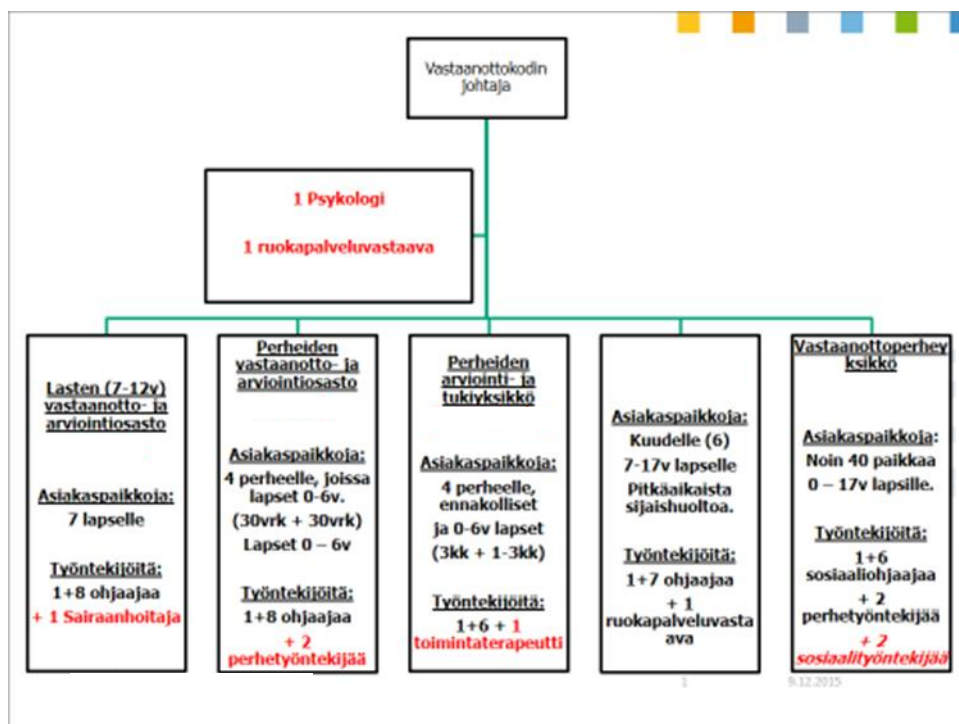 Vastaanottokodin
johtaja
1 Psykologi
1 ruokapalveluvastaava
Lasten (7-12v)
vastaanotto- ja
arviointiosasto
Asiakaspaikkoja:
7 lapselle
Työntekijöitä:
1+8 ohjaajaa
+ 1 Sairaanhoitaja
Perheiden
vastaanotto- ja
arviointiosasto
Asiakaspaikkoja:
4 perheelle, joissa
lapset 0-6v.
(30vrk + 30vrk)
Lapset 0 – 6v
Työntekijöitä:
1+8 ohjaajaa
+ 2
perhetyöntekijää
Perheiden
arviointi- ja
tukiyksikkö
Asiakaspaikkoja:
4 perheelle,
ennakolliset
ja 0-6v lapset
(3kk + 1-3kk)
Työntekijöitä:
1+6 + 1
toimintaterapeutti
Asiakaspaikkoja:
Kuudelle (6)
7-17v lapselle
Pitkäaikaista
sijaishuoltoa.
Työntekijöitä:
1+7 ohjaajaa
+ 1
ruokapalveluvasta
ava
Vastaanottoperhey
ksikkö
Asiakaspaikkoja:
Noin 40 paikkaa
0 – 17v lapsille.
Työntekijöitä:
1+6
sosiaaliohjaajaa
+ 2
perhetyöntekijää
+ 2
sosiaalityöntekijää
1
9.12.2015